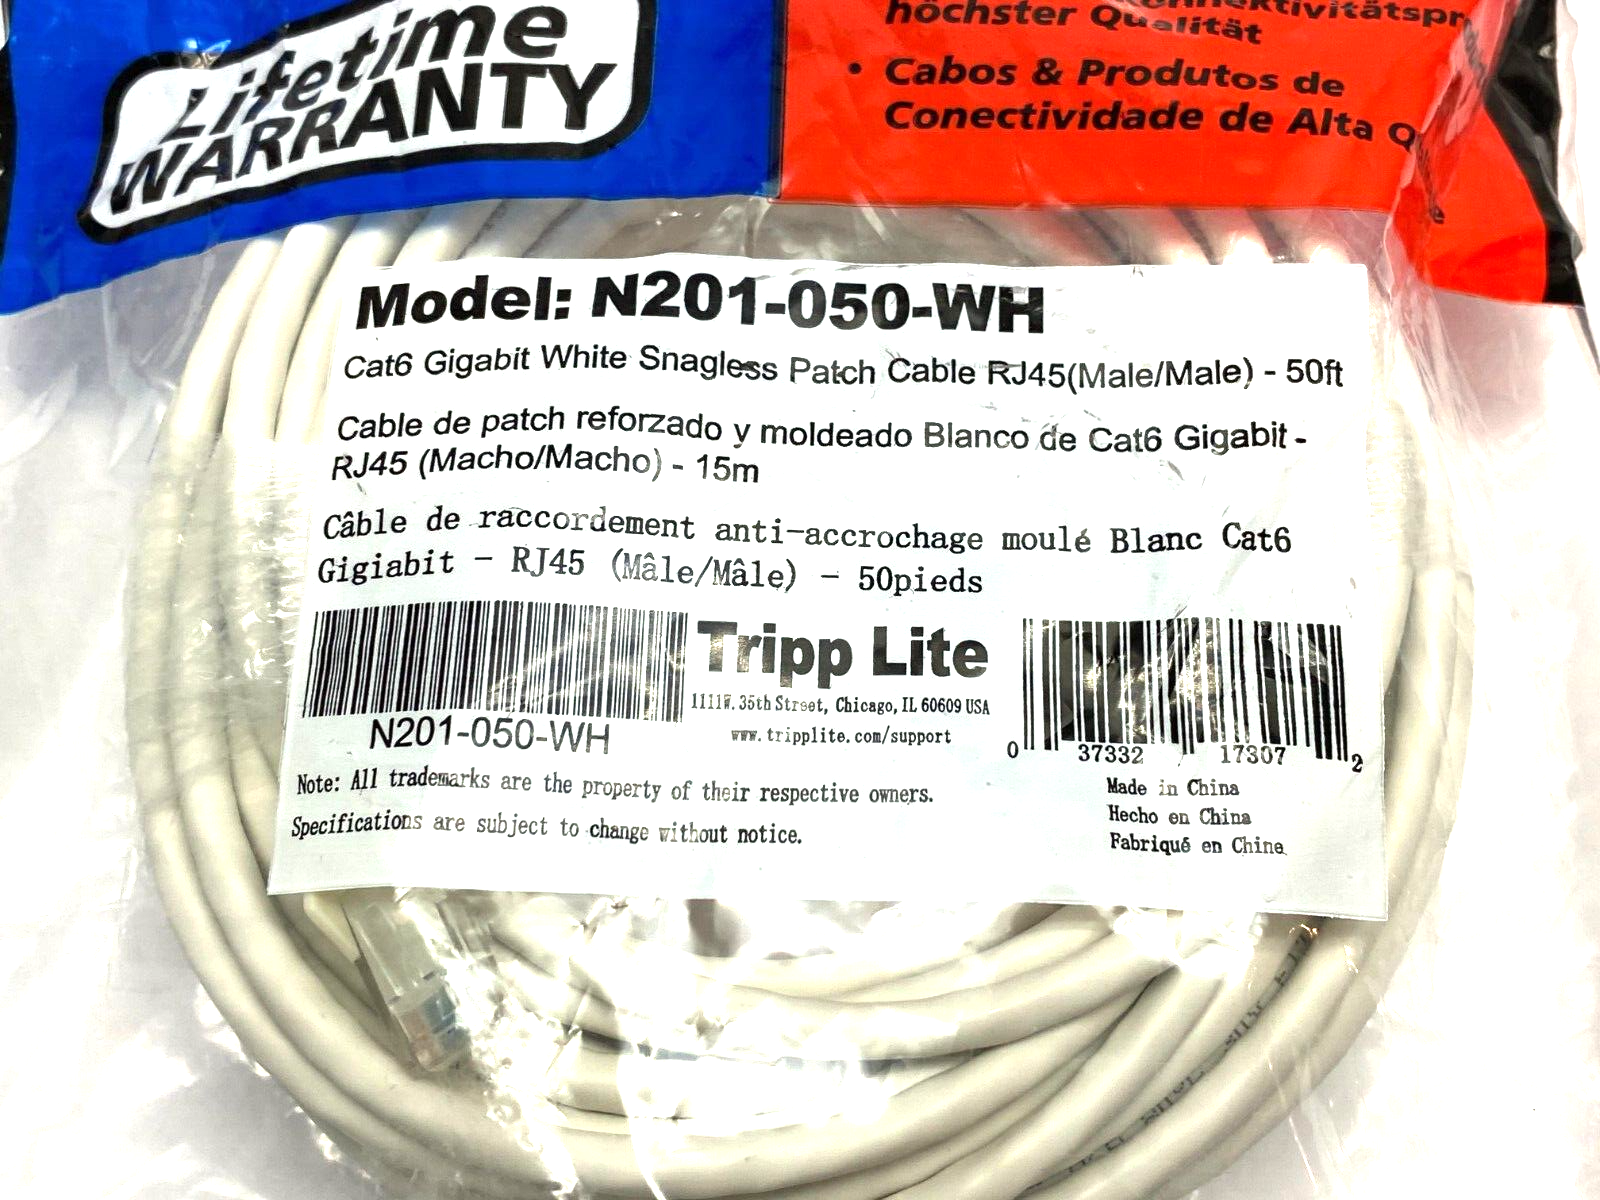 Lifetime
WARRANTY
höchster Qualität
• Cabos & Produtos de
Conectividade de Alta
Model: N201-050-WH
Cat6 Gigabit White Snagless Patch Cable RJ45(Male/Male) - 50ft
Cable de patch reforzado y moldeado Blanco de Cat6 Gigabit -
RJ45 (Macho/Macho) - 15m
Câble de raccordement anti-accrochage moulé Blanc Cat6
Gigiabit - RJ45 (Mâle/Mâle) - 50pieds
N201-050-WH
Tripp Lite
1111W. 35th Street, Chicago, IL 60609 USA
www.tripplite.com/support
0 37332 17307 2
Note: All trademarks are the property of their respective owners.
Specifications are subject to change without notice.
Made in China
Hecho en China
Fabriqué en Chine